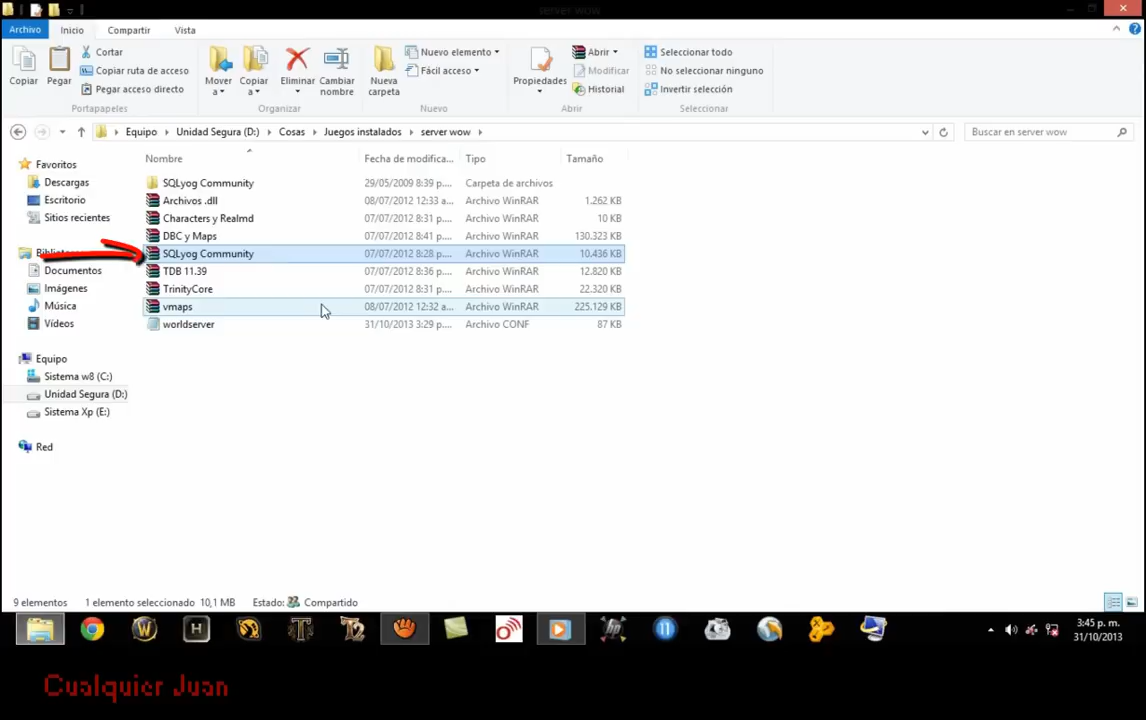 server wow
Archivo Inicio Compartir Vista
Copiar
Pegar
Cortar
Copiar ruta de acceso
Pegar acceso directo
Portapapeles
Mover a
Copiar a
Eliminar
Cambiar nombre
Organizar
Nueva carpeta
Nuevo elemento
Fácil acceso
Nuevo
Propiedades
Abrir
Modificar
Historial
Abrir
Seleccionar todo
No seleccionar ninguno
Invertir selección
Seleccionar
Equipo Unidad Segura (D:) Cosas Juegos instalados server wow
Buscar en server wow
Favoritos
Descargas
Escritorio
Sitios recientes
Documentos
Imágenes
Música
Vídeos
Equipo
Sistema w8 (C:)
Unidad Segura (D:)
Sistema Xp (E:)
Red
Nombre Fecha de modifica... Tipo Tamaño
SQLyog Community 29/05/2009 8:39 p.... Carpeta de archivos
Archivos .dll 08/07/2012 12:33 a... Archivo WinRAR 1.262 KB
Characters y Realmd 07/07/2012 8:31 p.... Archivo WinRAR 10 KB
DBC y Maps 07/07/2012 8:41 p.... Archivo WinRAR 130.323 KB
SQLyog Community 07/07/2012 8:28 p.... Archivo WinRAR 10.436 KB
TDB 11.39 07/07/2012 8:36 p.... Archivo WinRAR 12.820 KB
TrinityCore 07/07/2012 8:31 p.... Archivo WinRAR 22.320 KB
vmaps 08/07/2012 12:32 a... Archivo WinRAR 225.129 KB
worldserver 31/10/2013 3:29 p.... Archivo CONF 87 KB
9 elementos 1 elemento seleccionado 10,1 MB Estado: Compartido
3:45 p. m.
31/10/2013
Cualquier Juan